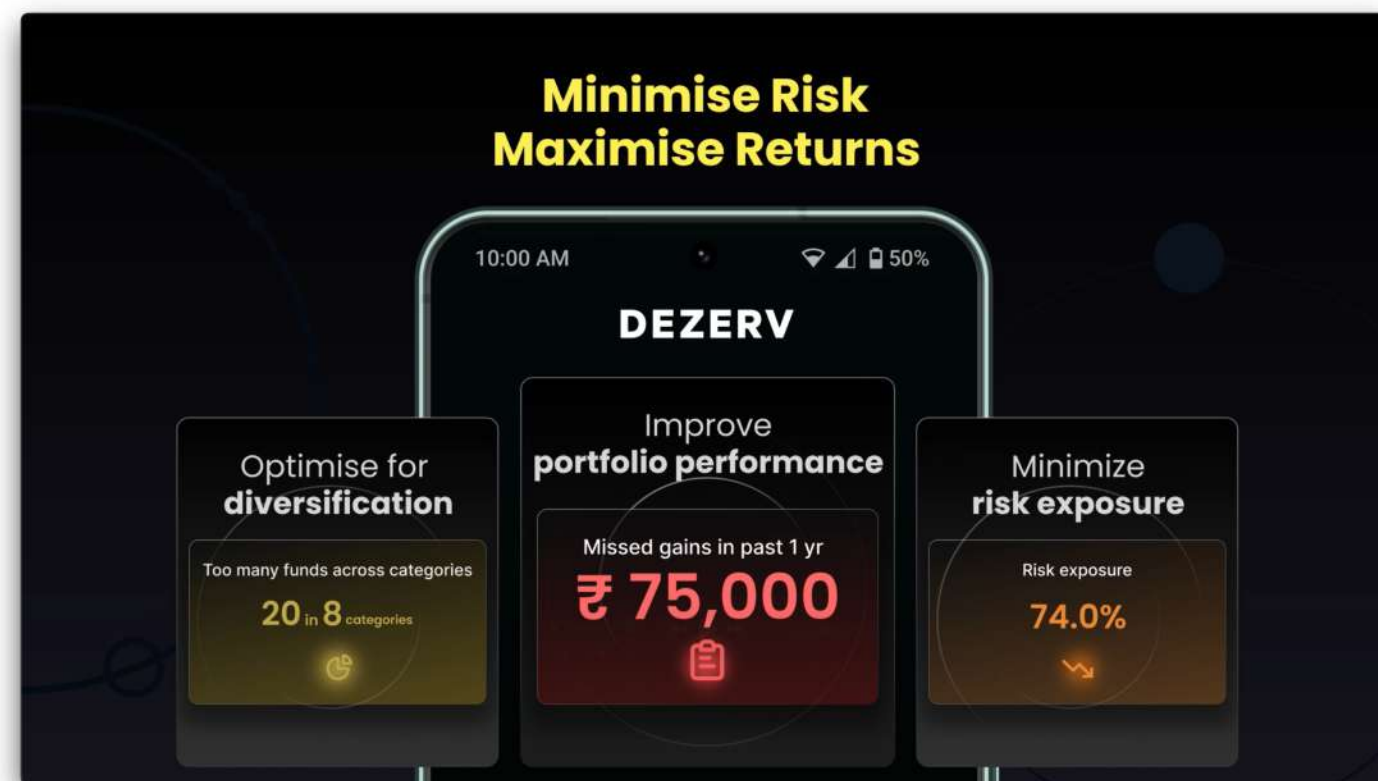 Minimise Risk
Maximise Returns
10:00 AM
50%
DEZERV
Optimise for
diversification
Too many funds across categories
20 in 8 categories
Improve
portfolio performance
Missed gains in past 1 yr
₹ 75,000
Minimize
risk exposure
Risk exposure
74.0%